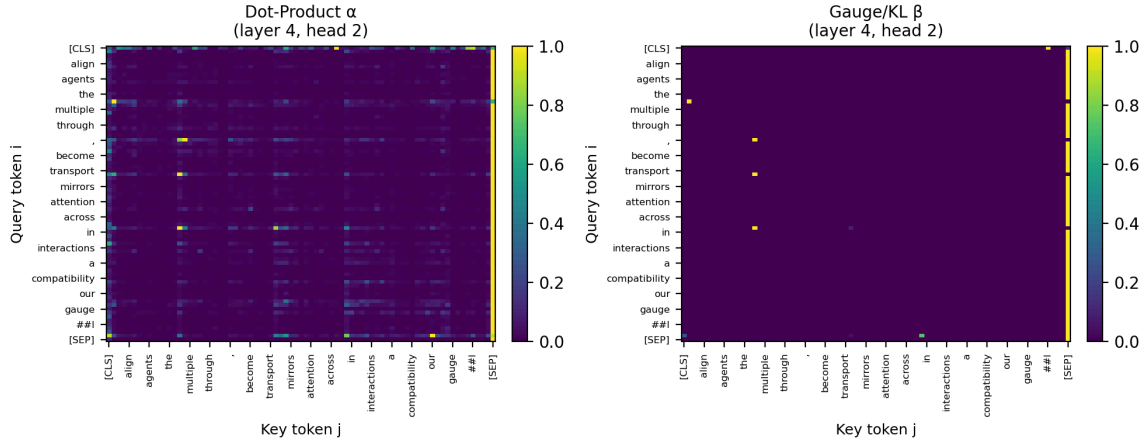 Dot-Product α
(layer 4, head 2)
[CLS]
align
agents
the
multiple
through
,
become
transport
mirrors
attention
across
in
interactions
a
compatibility
our
gauge
##l
[SEP]
Query token i
[CLS]
align
agents
the
multiple
through
,
become
transport
mirrors
attention
across
in
interactions
a
compatibility
our
gauge
##l
[SEP]
Key token j
1.0
0.8
0.6
0.4
0.2
0.0
Gauge/KL β
(layer 4, head 2)
[CLS]
align
agents
the
multiple
through
,
become
transport
mirrors
attention
across
in
interactions
a
compatibility
our
gauge
##l
[SEP]
Query token i
[CLS]
align
agents
the
multiple
through
,
become
transport
mirrors
attention
across
in
interactions
a
compatibility
our
gauge
##l
[SEP]
Key token j
1.0
0.8
0.6
0.4
0.2
0.0